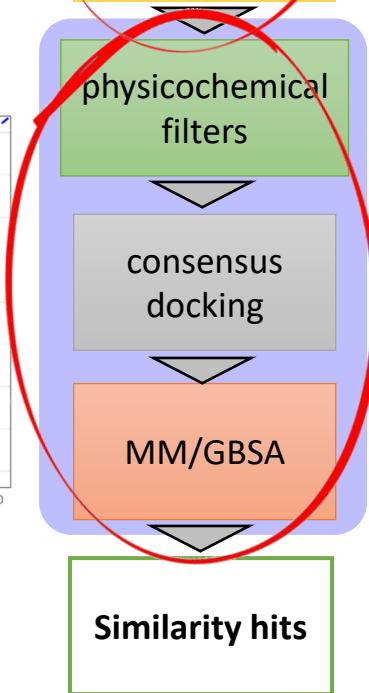 physicochemical
filters
consensus
docking
MM/GBSA
Similarity hits